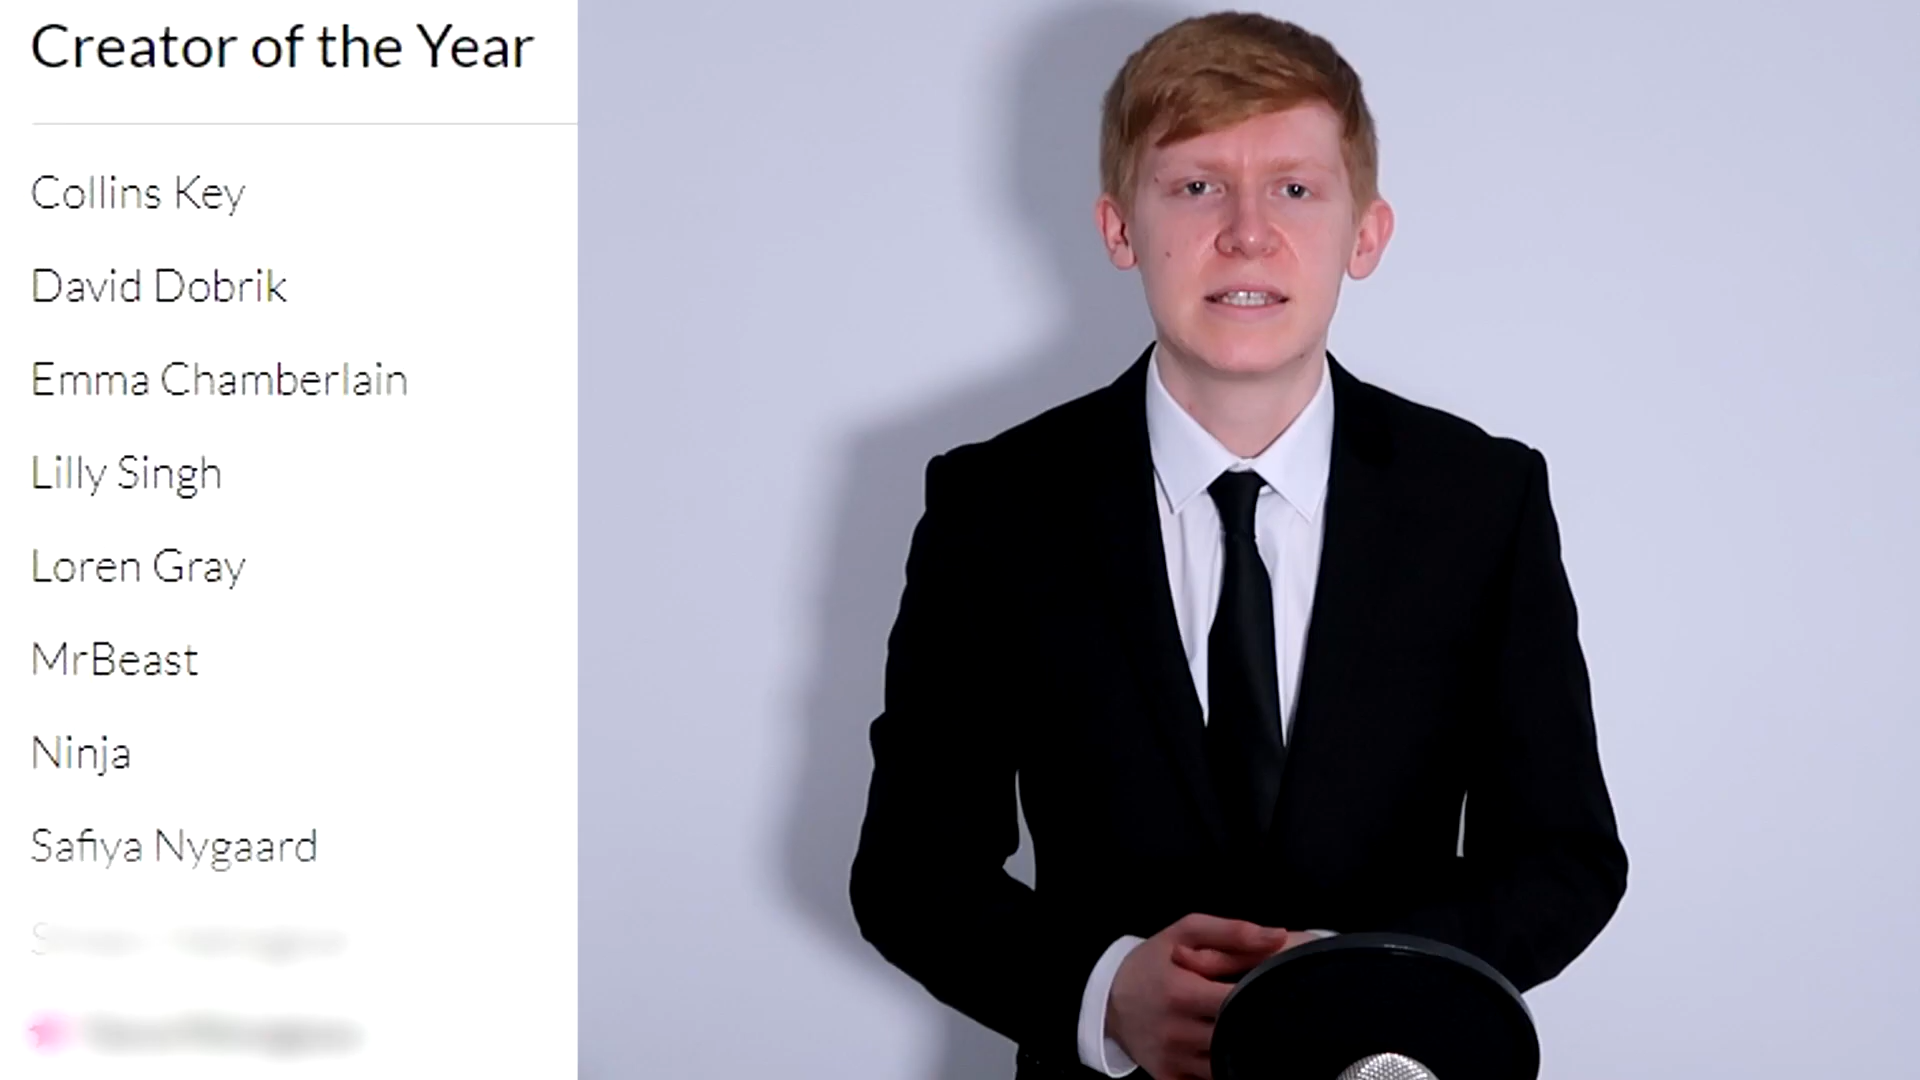 Creator of the Year
Collins Key
David Dobrik
Emma Chamberlain
Lilly Singh
Loren Gray
MrBeast
Ninja
Safiya Nygaard